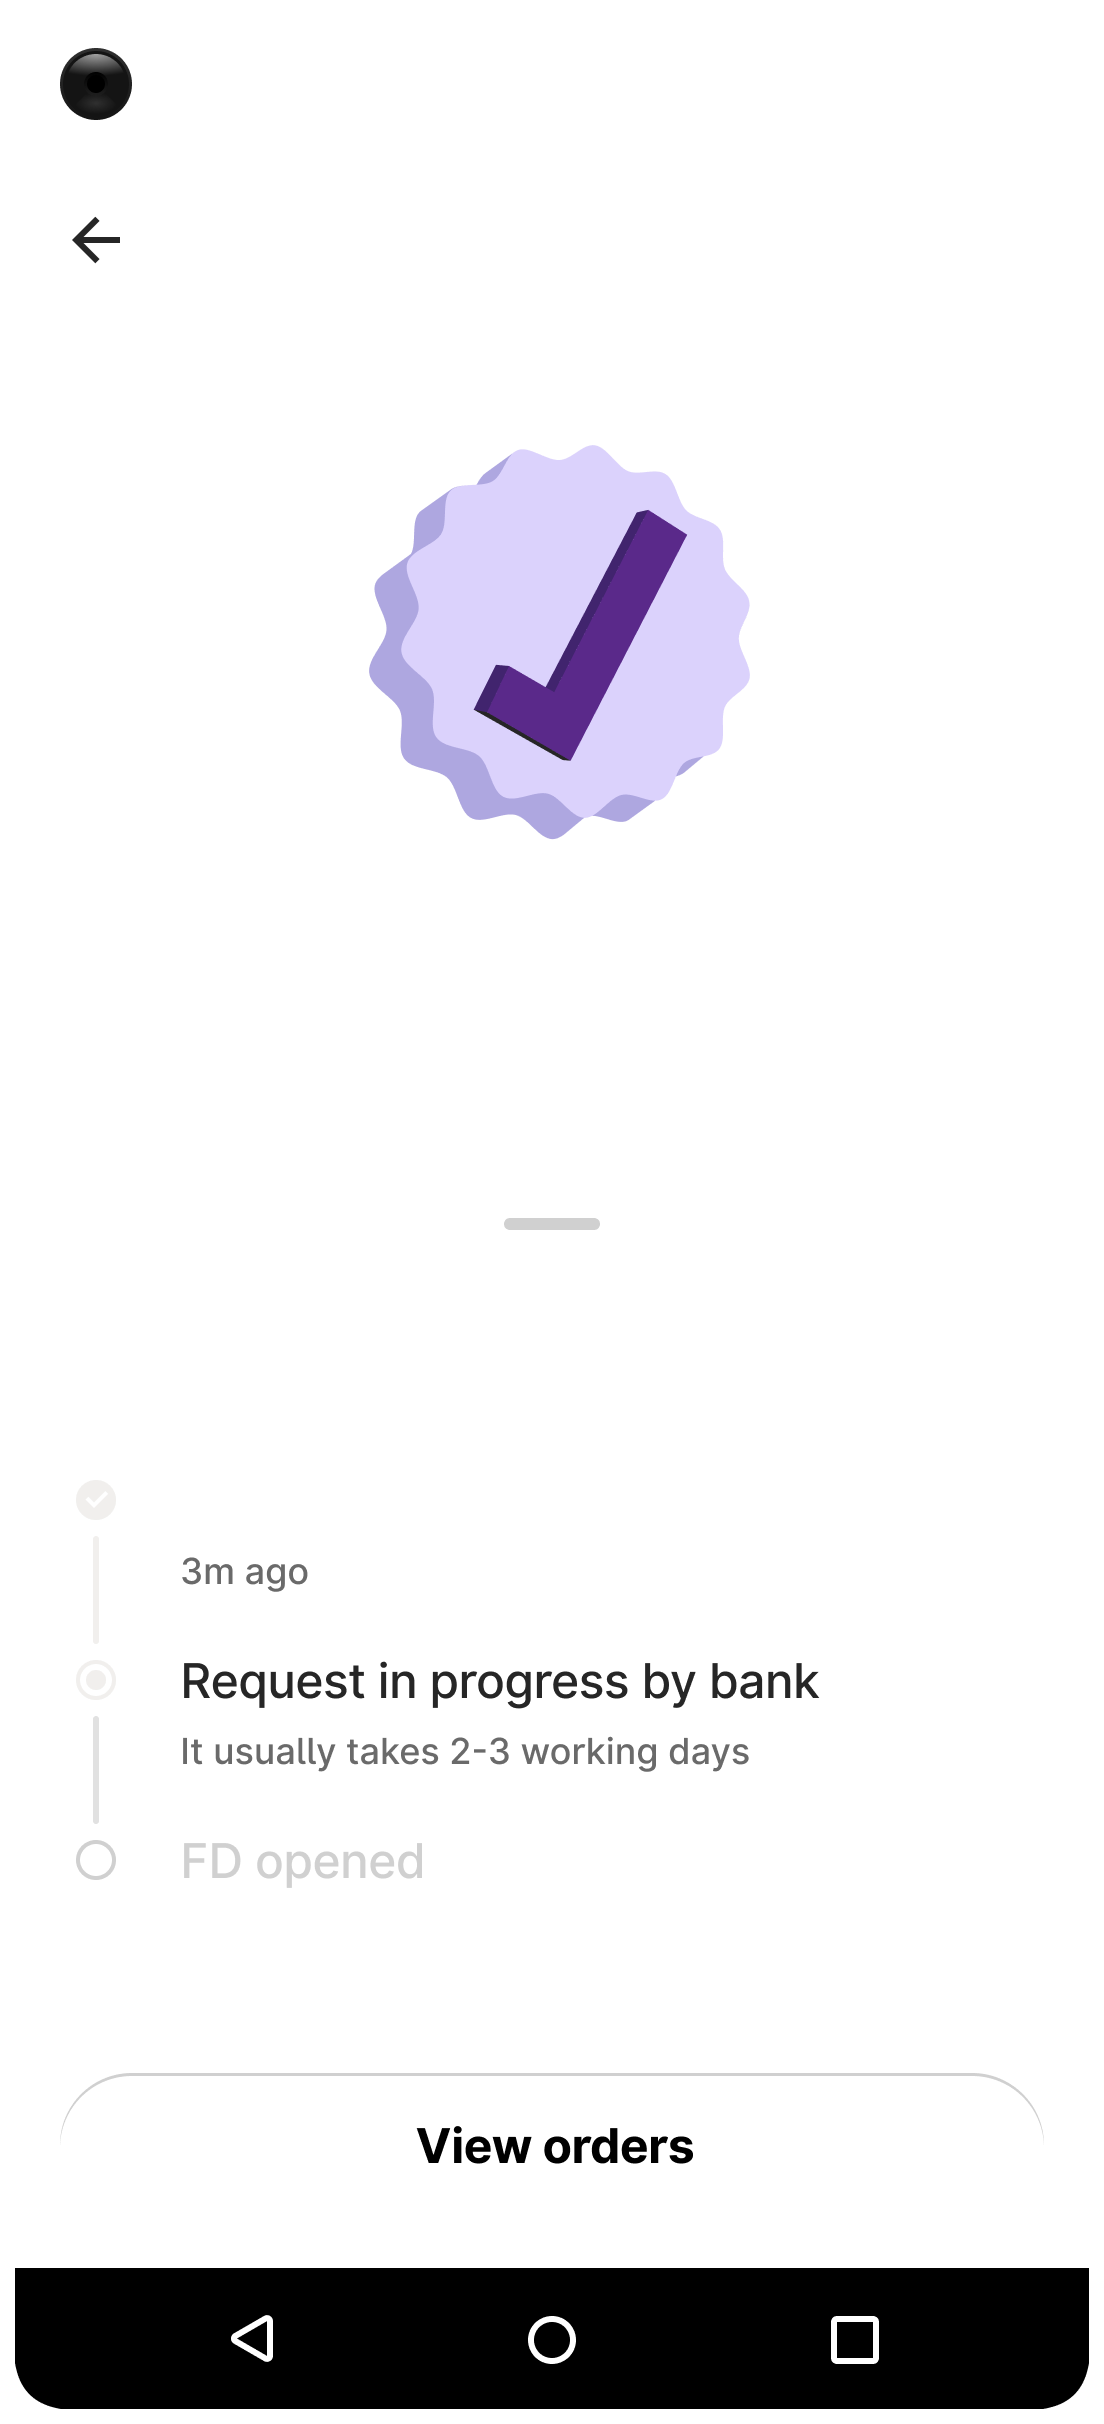 3m ago
Request in progress by bank
It usually takes 2-3 working days
FD opened
View orders